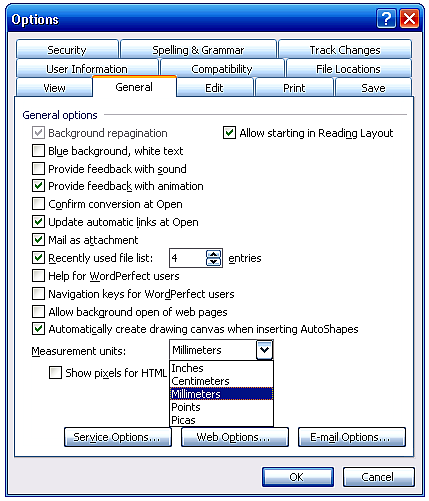 Options
Security Spelling & Grammar Track Changes
User Information Compatibility File Locations
View General Edit Print Save
General options
Background repagination Allow starting in Reading Layout
Blue background, white text
Provide feedback with sound
Provide feedback with animation
Confirm conversion at Open
Update automatic links at Open
Mail as attachment
Recently used file list: 4 entries
Help for WordPerfect users
Navigation keys for WordPerfect users
Allow background open of web pages
Automatically create drawing canvas when inserting AutoShapes
Measurement units: Millimeters
Show pixels for HTML
Inches
Centimeters
Millimeters
Points
Picas
Service Options... Web Options... E-mail Options...
OK Cancel